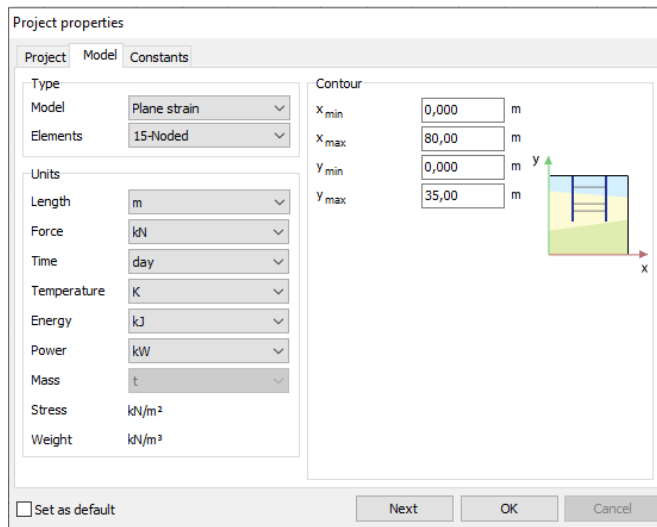 Project properties
Project Model Constants
Type
Model Plane strain
Elements 15-Noded
Units
Length m
Force kN
Time day
Temperature K
Energy kJ
Power kW
Mass t
Stress kN/m²
Weight kN/m³
Contour
x min 0,000 m
x max 80,00 m
y min 0,000 m
y max 35,00 m
y
x
Set as default Next OK Cancel